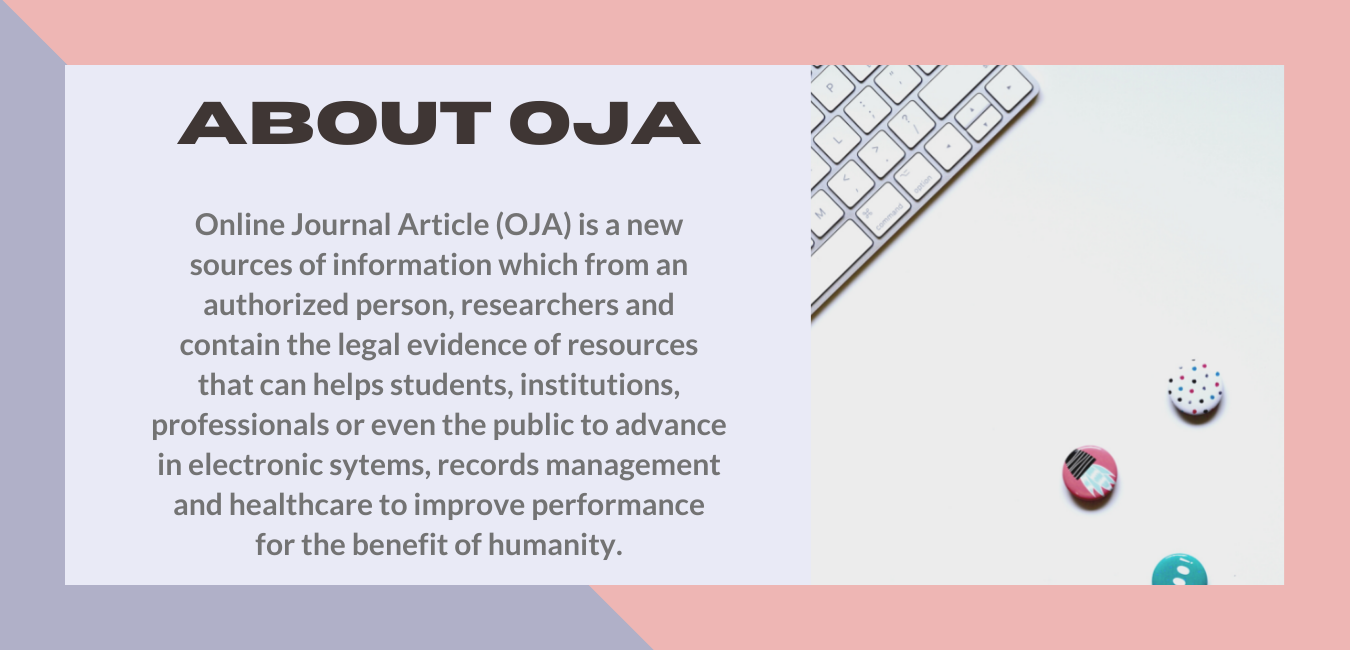 ABOUT OJA
Online Journal Article (OJA) is a new
sources of information which from an
authorized person, researchers and
contain the legal evidence of resources
that can helps students, institutions,
professionals or even the public to advance
in electronic sytems, records management
and healthcare to improve performance
for the benefit of humanity.
P
L
M
command
option